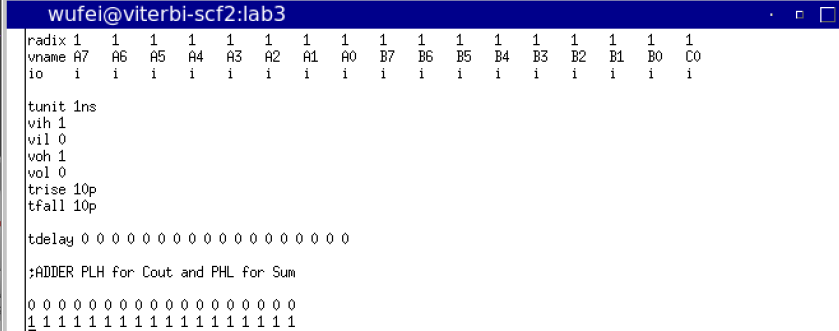 wufei@viterbi-scf2:lab3
radix 1 1 1 1 1 1 1 1 1 1 1 1 1 1 1 1 1
vname A7 A6 A5 A4 A3 A2 A1 A0 B7 B6 B5 B4 B3 B2 B1 B0 C0
io i i i i i i i i i i i i i i i i i
tunit 1ns
vih 1
vil 0
voh 1
vol 0
trise 10p
tfall 10p
tdelay 0 0 0 0 0 0 0 0 0 0 0 0 0 0 0 0 0 0
;ADDER PLH for Cout and PHL for Sum
0 0 0 0 0 0 0 0 0 0 0 0 0 0 0 0 0 0
1 1 1 1 1 1 1 1 1 1 1 1 1 1 1 1 1 1